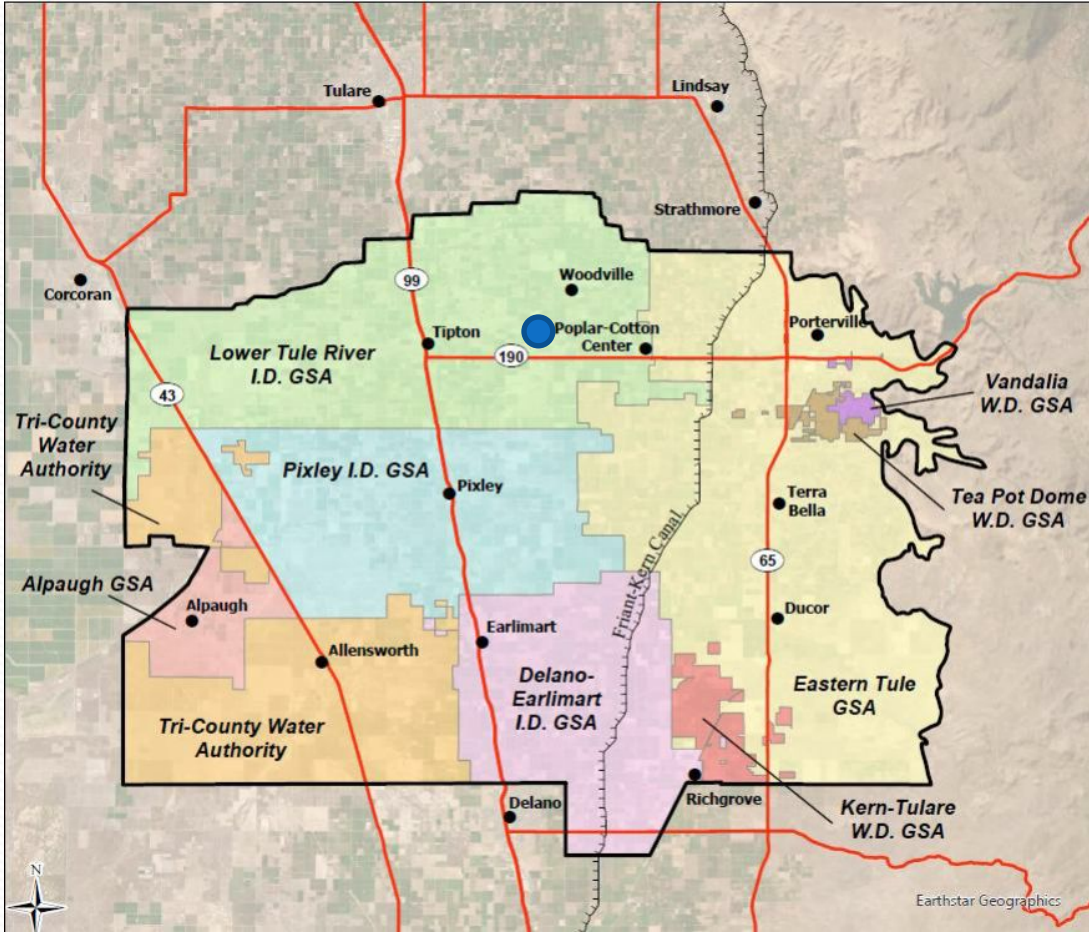 Tulare
Lindsay
Strathmore
Corcoran
99
Woodville
Tipton
Poplar-Cotton
Center
190
Porterville
Lower Tule River
I.D. GSA
43
Vandalia
W.D. GSA
Tri-County
Water
Authority
Pixley I.D. GSA
Pixley
Terra
Bella
Tea Pot Dome
W.D. GSA
65
Friant-Kern Canal
Alpaugh GSA
Alpaugh
Ducor
Earlimart
Allensworth
Delano-
Earlimart
I.D. GSA
Eastern Tule
GSA
Tri-County Water
Authority
Richgrove
Delano
Kern-Tulare
W.D. GSA
N
Earthstar Geographics